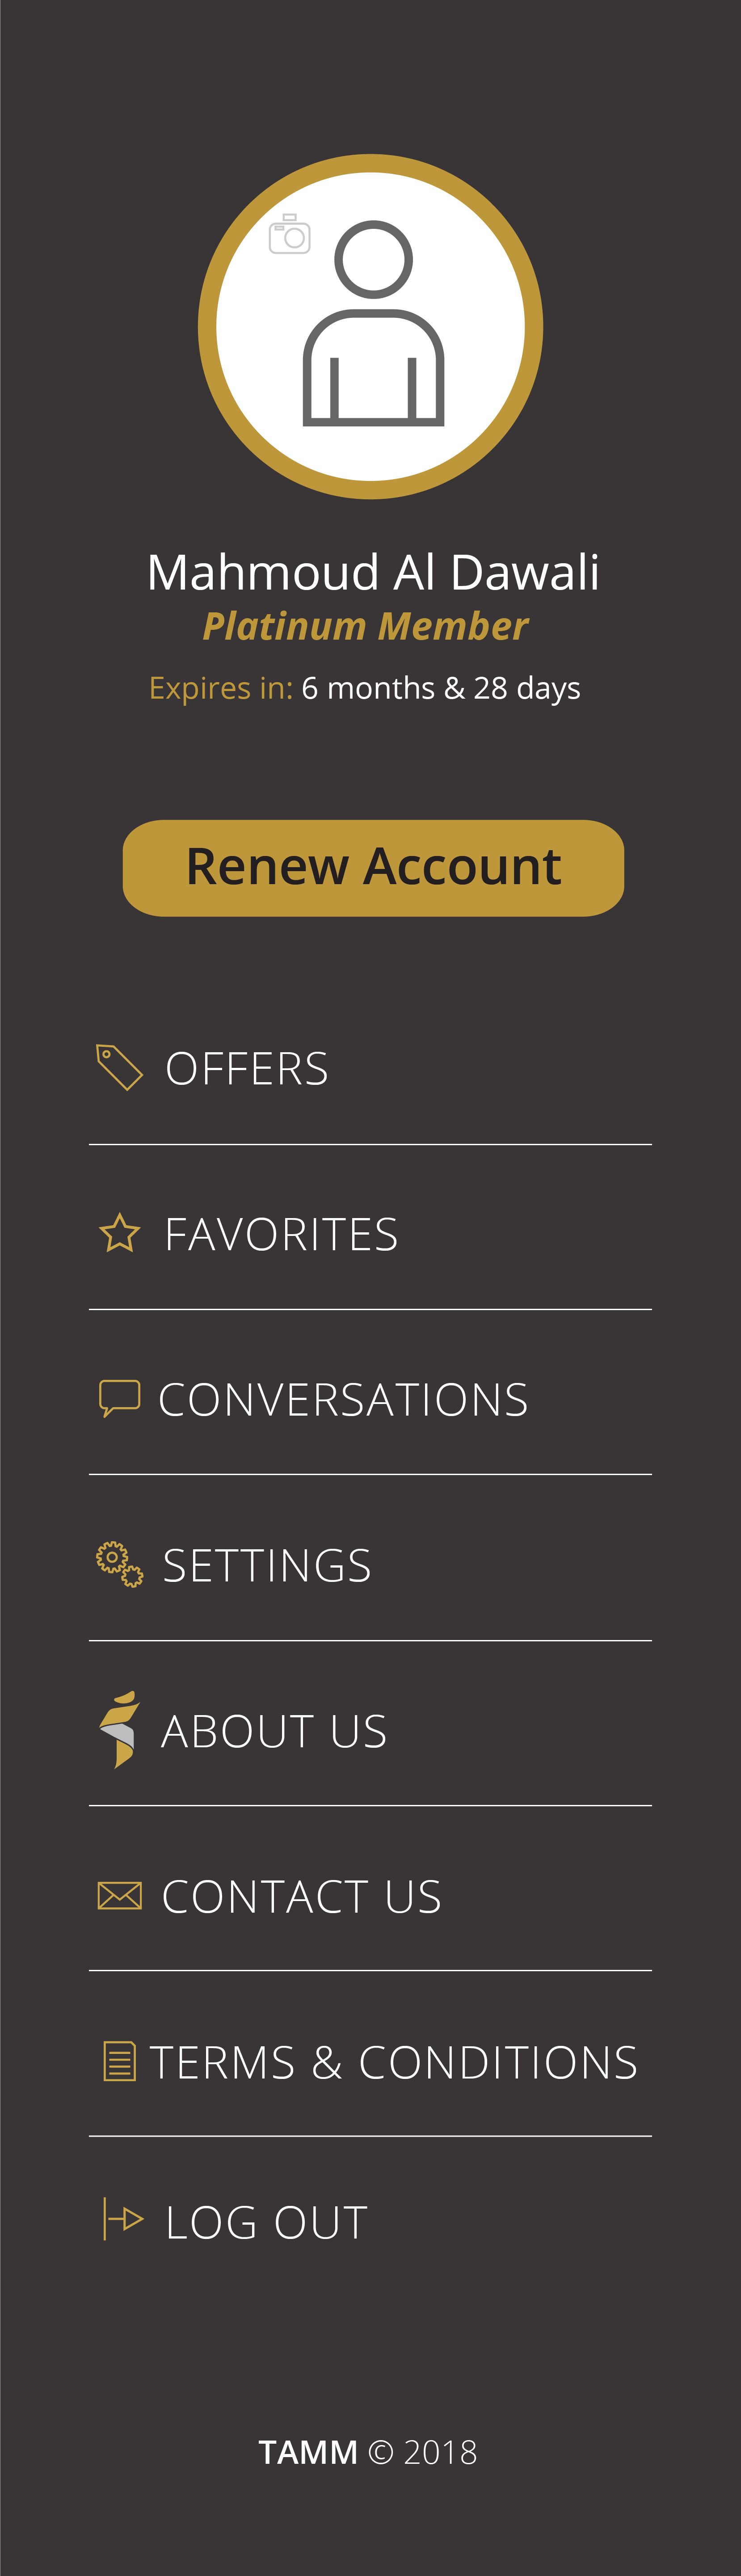 Mahmoud Al Dawali
Platinum Member
Expires in: 6 months & 28 days
Renew Account
OFFERS
FAVORITES
CONVERSATIONS
SETTINGS
ABOUT US
CONTACT US
TERMS & CONDITIONS
LOG OUT
TAMM © 2018